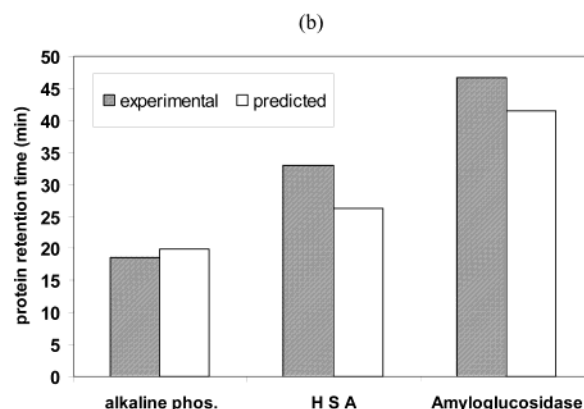 (b)
protein retention time (min)
50
45
40
35
30
25
20
15
10
5
0
experimental predicted
alkaline phos. H S A Amyloglucosidase